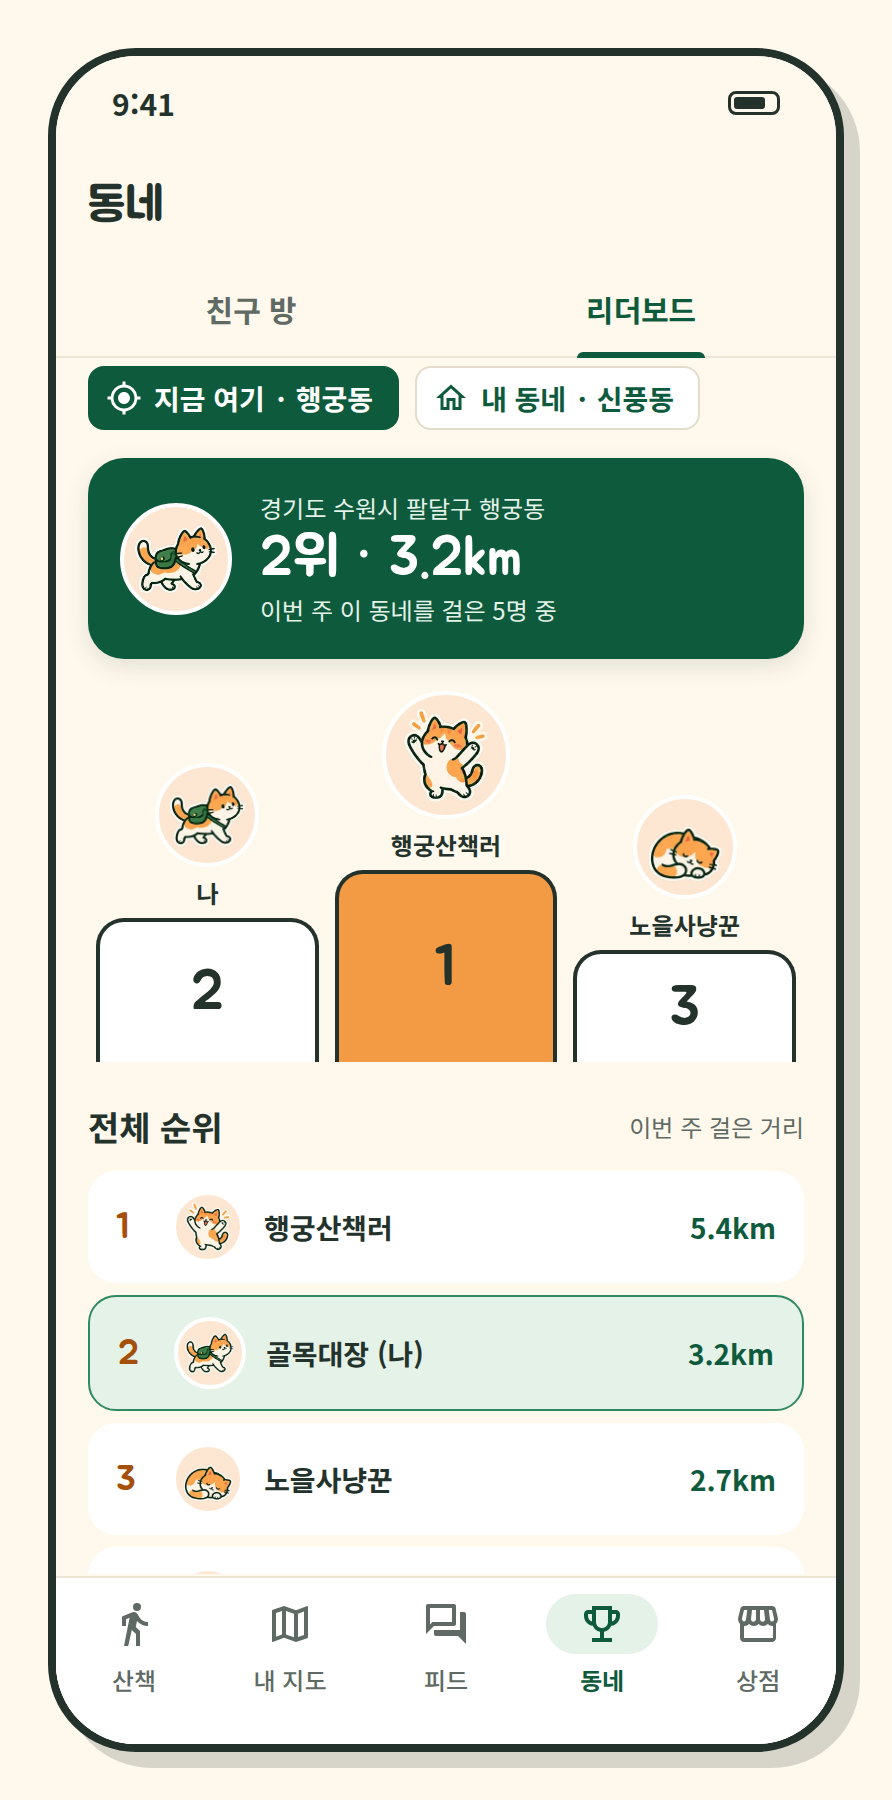 9:41
동네
친구 방
리더보드
지금 여기 · 행궁동
내 동네 · 신풍동
경기도 수원시 팔달구 행궁동
2위 · 3.2km
이번 주 이 동네를 걸은 5명 중
행궁산책러
나
노을사냥꾼
2
1
3
전체 순위
이번 주 걸은 거리
1 행궁산책러 5.4km
2 골목대장 (나) 3.2km
3 노을사냥꾼 2.7km
산책
내 지도
피드
동네
상점